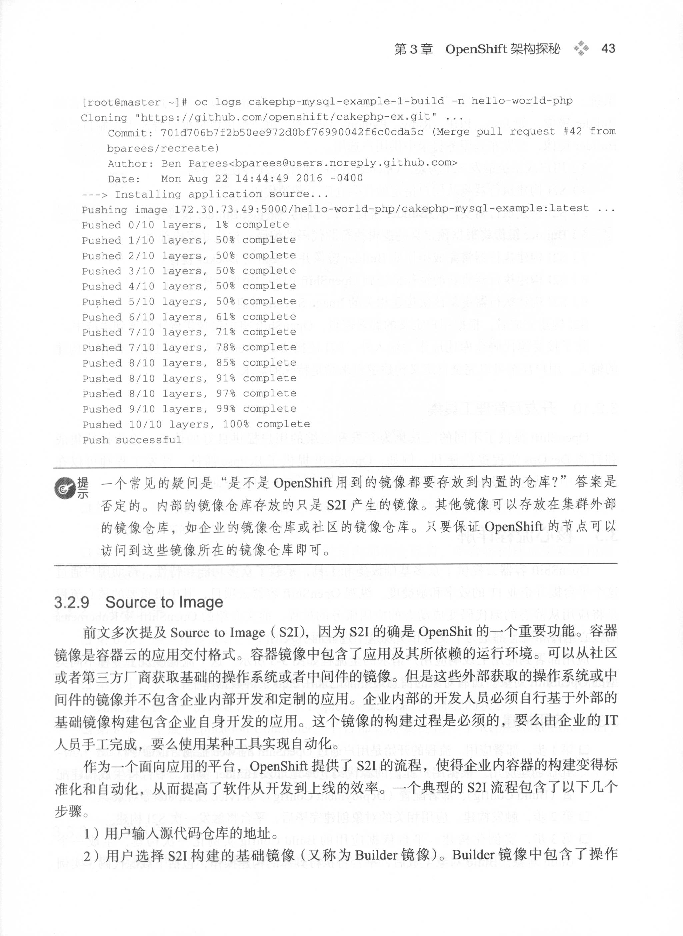 第 3 章 OpenShift 架构探秘 43
[root@master ~]# oc logs cakephp-mysql-example-1-build -n hello-world-php
Cloning "https://github.com/openshift/cakephp-ex.git" ...
Commit: 701d706b7f2b50ee972d0bf76990042f6c0cda5c (Merge pull request #42 from
bparees/recreate)
Author: Ben Parees<bparees@users.noreply.github.com>
Date: Mon Aug 22 14:44:49 2016 -0400
---> Installing application source...
Pushing image 172.30.73.49:5000/hello-world-php/cakephp-mysql-example:latest ...
Pushed 0/10 layers, 1% complete
Pushed 1/10 layers, 50% complete
Pushed 2/10 layers, 50% complete
Pushed 3/10 layers, 50% complete
Pushed 4/10 layers, 50% complete
Pushed 5/10 layers, 50% complete
Pushed 6/10 layers, 61% complete
Pushed 7/10 layers, 71% complete
Pushed 7/10 layers, 78% complete
Pushed 8/10 layers, 85% complete
Pushed 8/10 layers, 91% complete
Pushed 8/10 layers, 97% complete
Pushed 9/10 layers, 99% complete
Pushed 10/10 layers, 100% complete
Push successful
提示 一个常见的疑问是“是不是 OpenShift 用到的镜像都要存放到内置的仓库?”答案是
否定的。内部的镜像仓库存放的只是 S2I 产生的镜像。其他镜像可以存放在集群外部
的镜像仓库，如企业的镜像仓库或社区的镜像仓库。只要保证 OpenShift 的节点可以
访问到这些镜像所在的镜像仓库即可。
3.2.9 Source to Image
前文多次提及 Source to Image（S2I），因为 S2I 的确是 OpenShit 的一个重要功能。容器
镜像是容器云的应用交付格式。容器镜像中包含了应用及其所依赖的运行环境。可以从社区
或者第三方厂商获取基础的操作系统或者中间件的镜像。但是这些外部获取的操作系统或中
间件的镜像并不包含企业内部开发和定制的应用。企业内部的开发人员必须自行基于外部的
基础镜像构建包含企业自身开发的应用。这个镜像的构建过程是必须的，要么由企业的 IT
人员手工完成，要么使用某种工具实现自动化。
作为一个面向应用的平台，OpenShift 提供了 S2I 的流程，使得企业内容器的构建变得标
准化和自动化，从而提高了软件从开发到上线的效率。一个典型的 S2I 流程包含了以下几个
步骤。
1）用户输入源代码仓库的地址。
2）用户选择 S2I 构建的基础镜像（又称为 Builder 镜像）。Builder 镜像中包含了操作